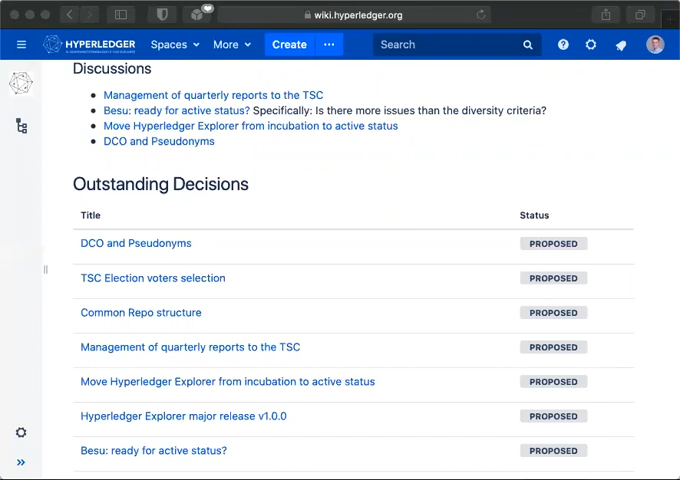 wiki.hyperledger.org
HYPERLEDGER
Spaces
More
Create
Search
Discussions
Management of quarterly reports to the TSC
Besu: ready for active status? Specifically: Is there more issues than the diversity criteria?
Move Hyperledger Explorer from incubation to active status
DCO and Pseudonyms
Outstanding Decisions
Title Status
DCO and Pseudonyms PROPOSED
TSC Election voters selection PROPOSED
Common Repo structure PROPOSED
Management of quarterly reports to the TSC PROPOSED
Move Hyperledger Explorer from incubation to active status PROPOSED
Hyperledger Explorer major release v1.0.0 PROPOSED
Besu: ready for active status? PROPOSED